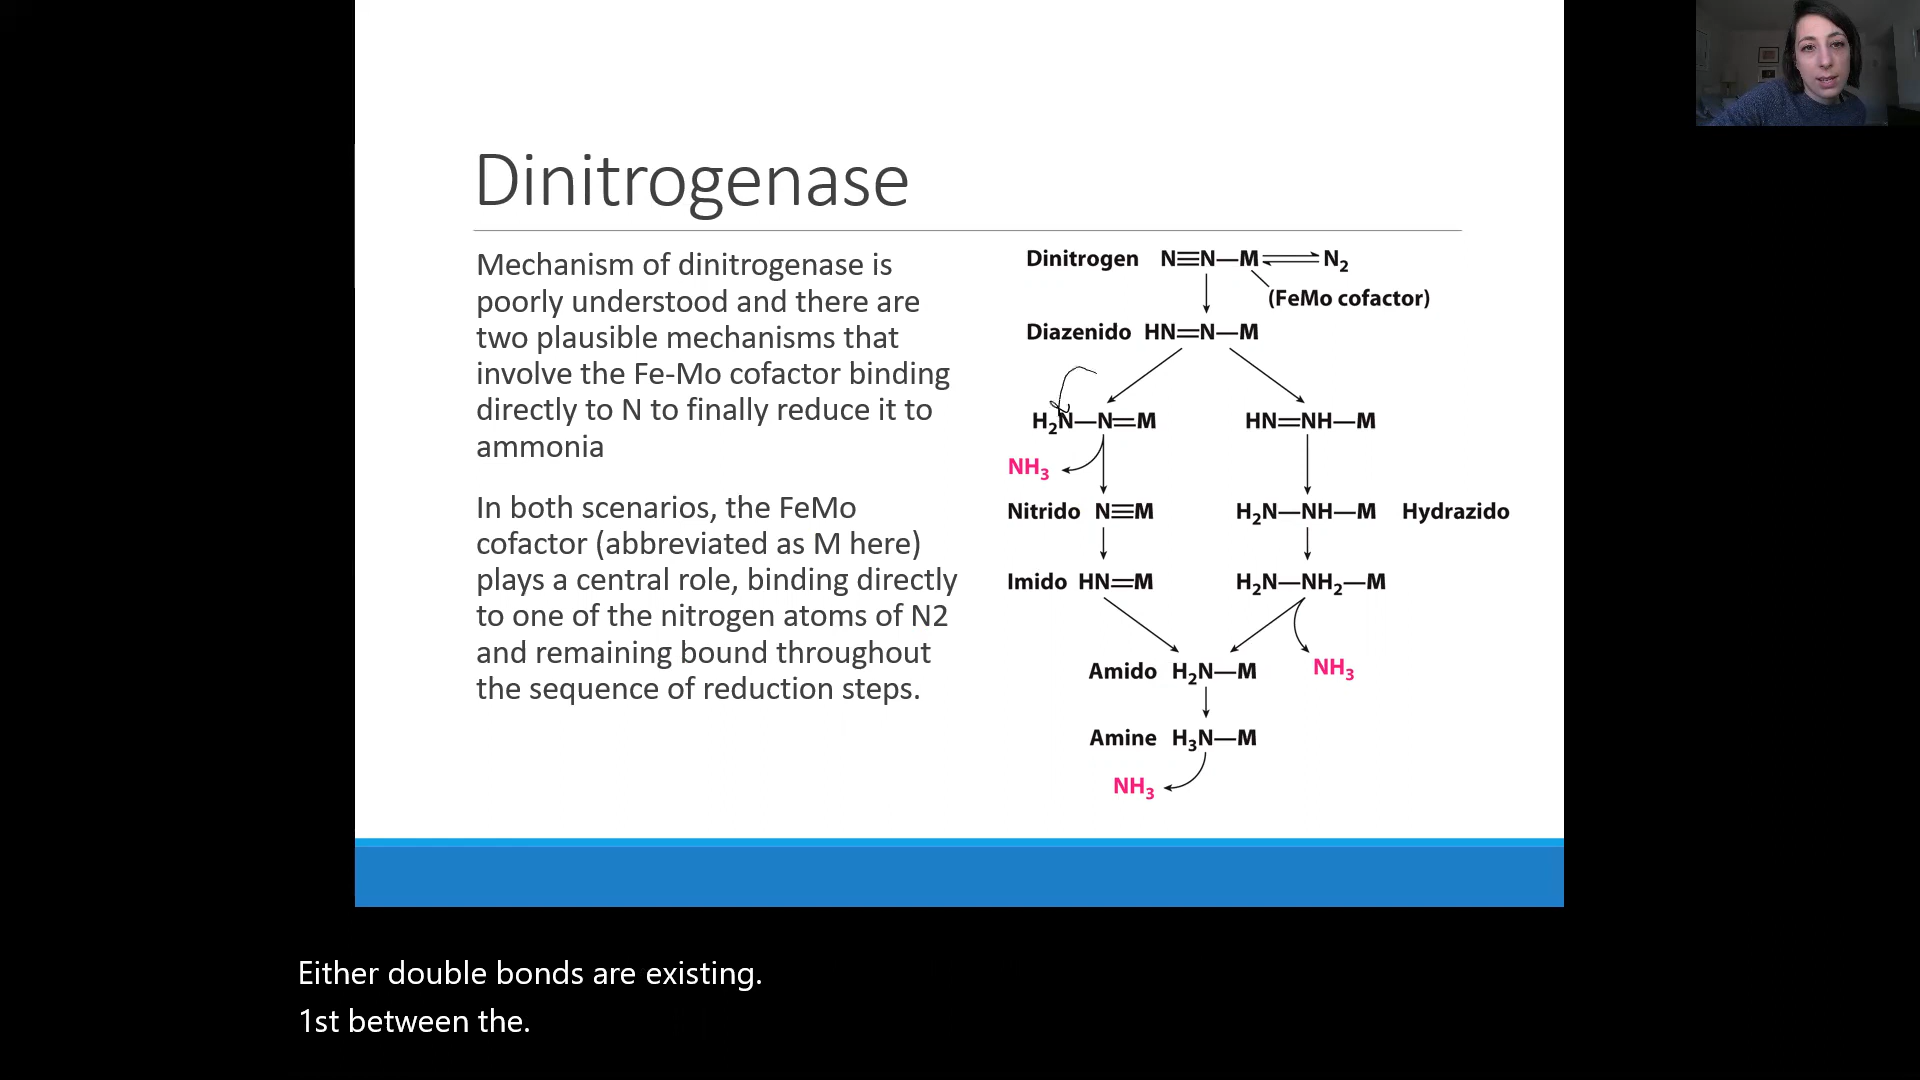 Dinitrogenase
Mechanism of dinitrogenase is
poorly understood and there are
two plausible mechanisms that
involve the Fe-Mo cofactor binding
directly to N to finally reduce it to
ammonia
In both scenarios, the FeMo
cofactor (abbreviated as M here)
plays a central role, binding directly
to one of the nitrogen atoms of N2
and remaining bound throughout
the sequence of reduction steps.
Dinitrogen N≡N—M ⇌ N₂
(FeMo cofactor)
Diazenido HN=N—M
H₂N—N=M HN=NH—M
NH₃
Nitrido N≡M H₂N—NH—M Hydrazido
Imido HN=M H₂N—NH₂—M
Amido H₂N—M NH₃
Amine H₃N—M
NH₃
Either double bonds are existing.
1st between the.